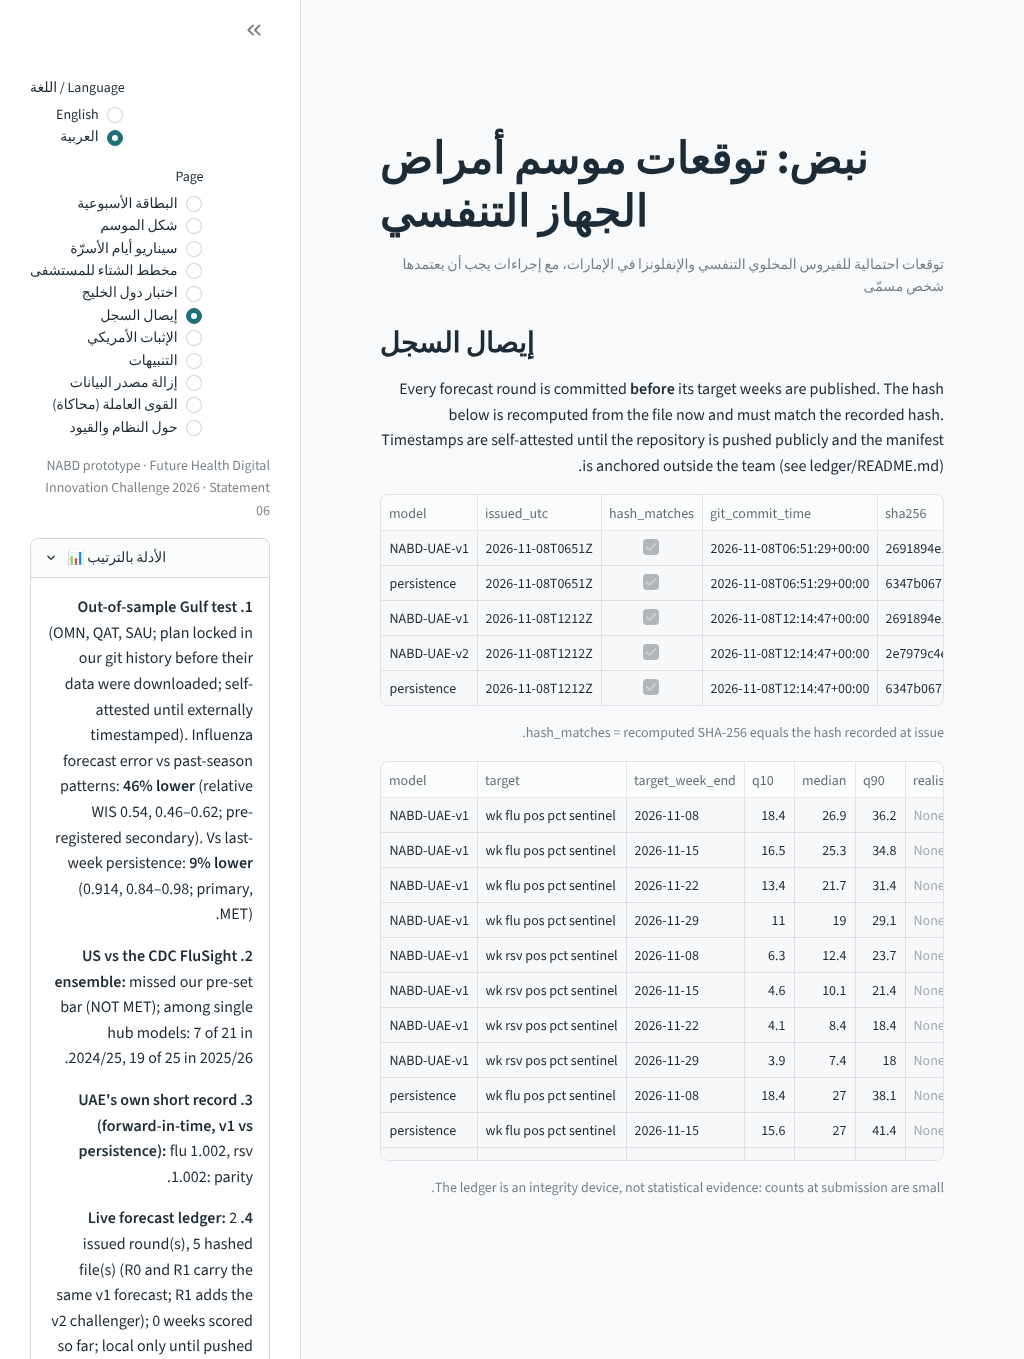 اللغة / Language
English
العربية
Page
البطاقة الأسبوعية
شكل الموسم
سيناريو أيام الأسرّة
مخطط الشتاء للمستشفى
اختبار دول الخليج
إيصال السجل
الإثبات الأمريكي
التنبيهات
إزالة مصدر البيانات
القوى العاملة (محاكاة)
حول النظام والقيود
NABD prototype · Future Health Digital
Innovation Challenge 2026 · Statement
06
الأدلة بالترتيب 📊
1. Out-of-sample Gulf test
(OMN, QAT, SAU; plan locked in
our git history before their
data were downloaded; self-
attested until externally
timestamped). Influenza
forecast error vs past-season
patterns: 46% lower (relative
WIS 0.54, 0.46–0.62; pre-
registered secondary). Vs last-
week persistence: 9% lower
(0.914, 0.84–0.98; primary,
MET).
2. US vs the CDC FluSight
ensemble: missed our pre-set
bar (NOT MET); among single
hub models: 7 of 21 in
2024/25, 19 of 25 in 2025/26.
3. UAE's own short record
(forward-in-time, v1 vs
persistence): flu 1.002, rsv
1.002: parity.
4. Live forecast ledger: 2
issued round(s), 5 hashed
file(s) (R0 and R1 carry the
same v1 forecast; R1 adds the
v2 challenger); 0 weeks scored
so far; local only until pushed
نبض: توقعات موسم أمراض
الجهاز التنفسي
توقعات احتمالية للفيروس المخلوي التنفسي والإنفلونزا في الإمارات، مع إجراءات يجب أن يعتمدها
شخص مسمّى
إيصال السجل
Every forecast round is committed before its target weeks are published. The hash
below is recomputed from the file now and must match the recorded hash.
Timestamps are self-attested until the repository is pushed publicly and the manifest
is anchored outside the team (see ledger/README.md).
model issued_utc hash_matches git_commit_time sha256
NABD-UAE-v1 2026-11-08T0651Z 2026-11-08T06:51:29+00:00 2691894e
persistence 2026-11-08T0651Z 2026-11-08T06:51:29+00:00 6347b067
NABD-UAE-v1 2026-11-08T1212Z 2026-11-08T12:14:47+00:00 2691894e
NABD-UAE-v2 2026-11-08T1212Z 2026-11-08T12:14:47+00:00 2e7979c4
persistence 2026-11-08T1212Z 2026-11-08T12:14:47+00:00 6347b067
hash_matches = recomputed SHA-256 equals the hash recorded at issue.
model target target_week_end q10 median q90 realis
NABD-UAE-v1 wk flu pos pct sentinel 2026-11-08 18.4 26.9 36.2 None
NABD-UAE-v1 wk flu pos pct sentinel 2026-11-15 16.5 25.3 34.8 None
NABD-UAE-v1 wk flu pos pct sentinel 2026-11-22 13.4 21.7 31.4 None
NABD-UAE-v1 wk flu pos pct sentinel 2026-11-29 11 19 29.1 None
NABD-UAE-v1 wk rsv pos pct sentinel 2026-11-08 6.3 12.4 23.7 None
NABD-UAE-v1 wk rsv pos pct sentinel 2026-11-15 4.6 10.1 21.4 None
NABD-UAE-v1 wk rsv pos pct sentinel 2026-11-22 4.1 8.4 18.4 None
NABD-UAE-v1 wk rsv pos pct sentinel 2026-11-29 3.9 7.4 18 None
persistence wk flu pos pct sentinel 2026-11-08 18.4 27 38.1 None
persistence wk flu pos pct sentinel 2026-11-15 15.6 27 41.4 None
The ledger is an integrity device, not statistical evidence: counts at submission are small.